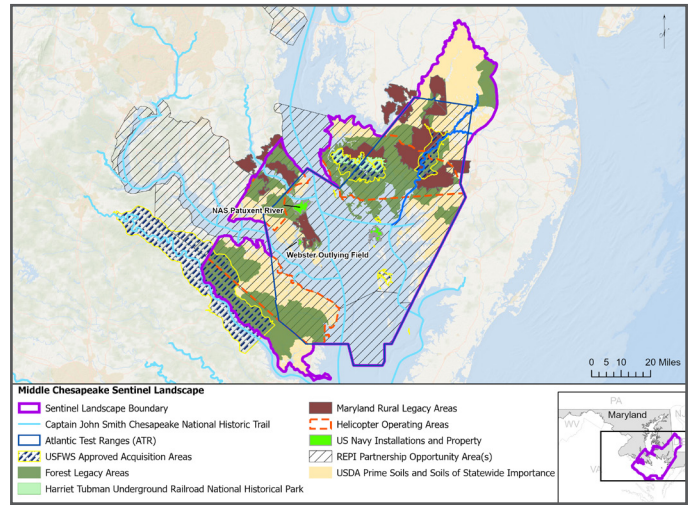 NAS Patuxent River
Webster Outlying Field
0 5 10 20 Miles
Middle Chesapeake Sentinel Landscape
Sentinel Landscape Boundary
Captain John Smith Chesapeake National Historic Trail
Atlantic Test Ranges (ATR)
USFWS Approved Acquisition Areas
Forest Legacy Areas
Harriet Tubman Underground Railroad National Historical Park
Maryland Rural Legacy Areas
Helicopter Operating Areas
US Navy Installations and Property
REPI Partnership Opportunity Area(s)
USDA Prime Soils and Soils of Statewide Importance
PA
Maryland
NJ
WV